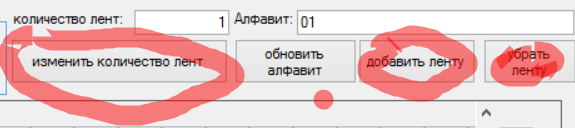 количество лент: 1 Алфавит: 01
изменить количество лент
обновить
алфавит
добавить ленту
убрать
ленту